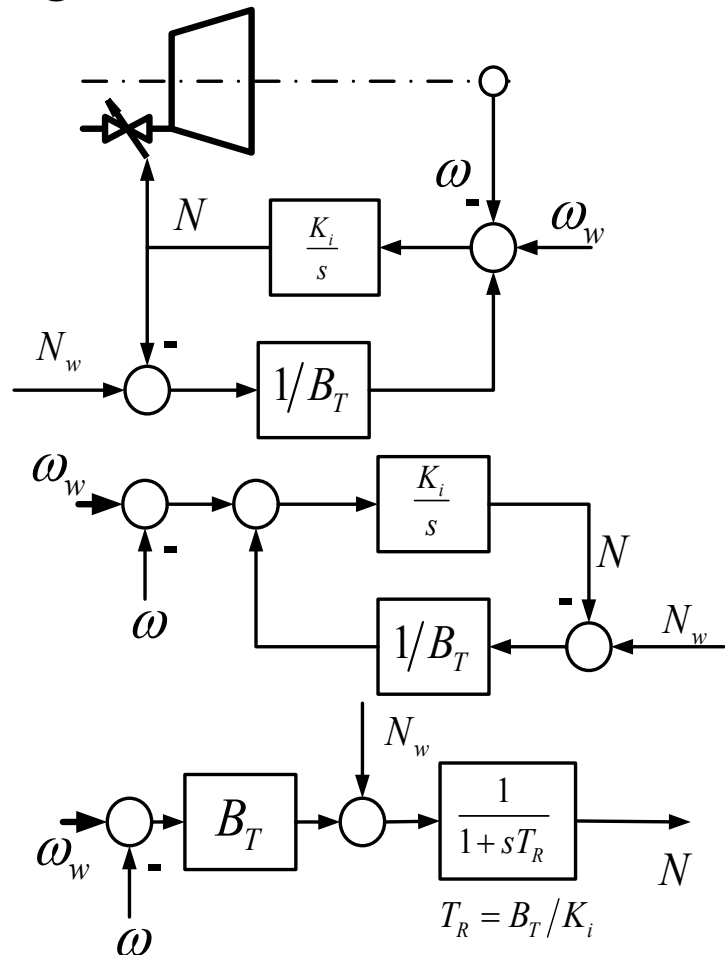 ω
-
N
K_i
s
ω_w
N_w
-
1/B_T
ω_w
K_i
s
-
N
-
ω
1/B_T
N_w
N_w
ω_w
B_T
1
1 + sT_R
-
N
ω
T_R = B_T/K_i